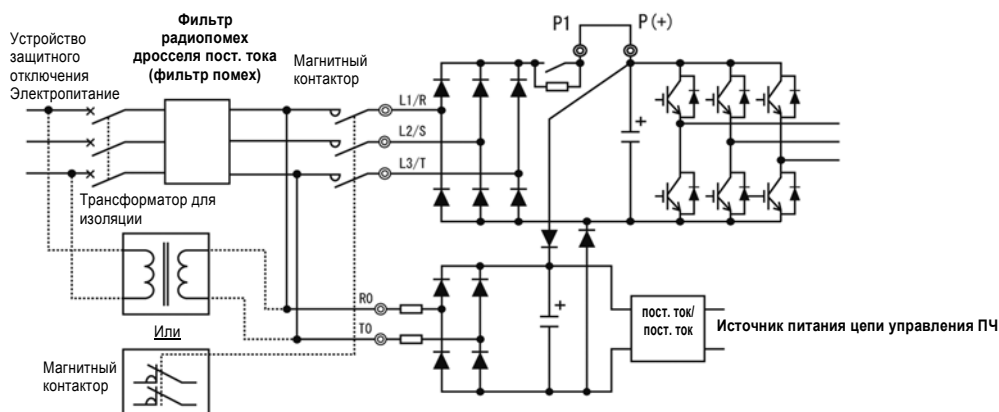 Устройство
защитного
отключения
Электропитание
Фильтр
радиопомех
дросселя пост. тока
(фильтр помех)
Магнитный
контактор
P1
P(+)
L1/R
L2/S
L3/T
Трансформатор для
изоляции
Или
Магнитный
контактор
R0
T0
пост. ток/
пост. ток
Источник питания цепи управления ПЧ
+
+